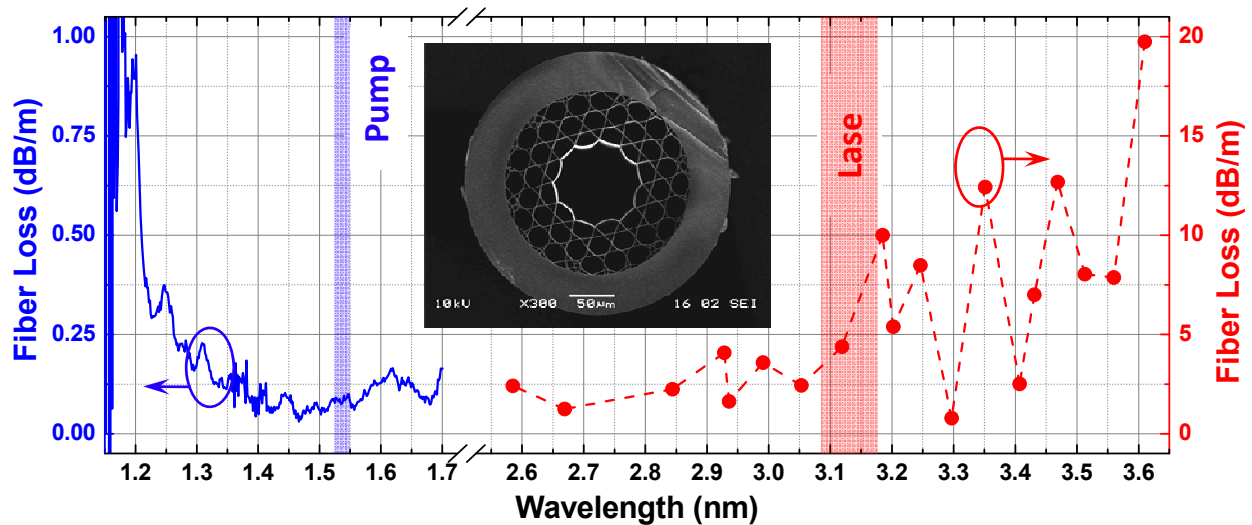 1.00
0.75
0.50
0.25
0.00
Fiber Loss (dB/m)
Pump
10kV X300 50µm 16 02 SEI
Lase
20
15
10
5
0
Fiber Loss (dB/m)
1.2 1.3 1.4 1.5 1.6 1.7 2.6 2.7 2.8 2.9 3.0 3.1 3.2 3.3 3.4 3.5 3.6
Wavelength (nm)